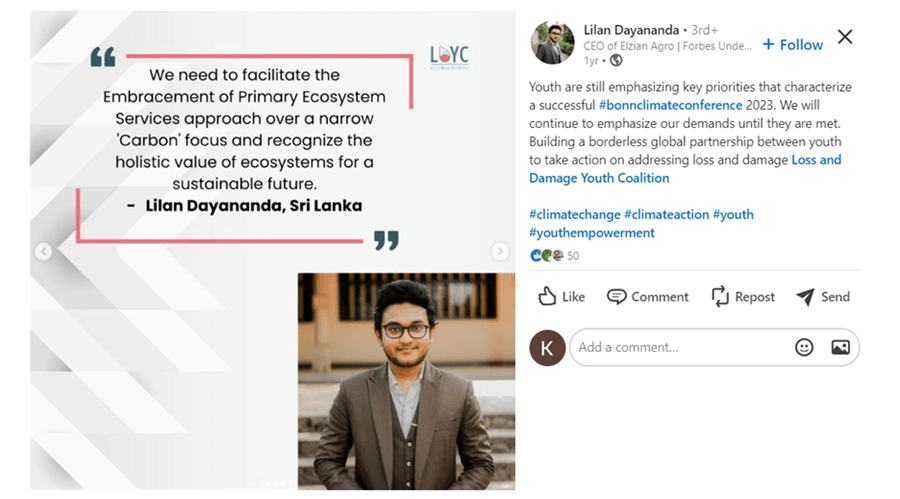 We need to facilitate the
Embracement of Primary Ecosystem
Services approach over a narrow
'Carbon' focus and recognize the
holistic value of ecosystems for a
sustainable future.
- Lilan Dayananda, Sri Lanka
LDYC
Lilan Dayananda • 3rd+
CEO of Elzian Agro | Forbes Unde...
1yr •
+ Follow
Youth are still emphasizing key priorities that characterize
a successful #bonnclimateconference 2023. We will
continue to emphasize our demands until they are met.
Building a borderless global partnership between youth
to take action on addressing loss and damage Loss and
Damage Youth Coalition
#climatechange #climateaction #youth
#youthempowerment
50
Like Comment Repost Send
K Add a comment...